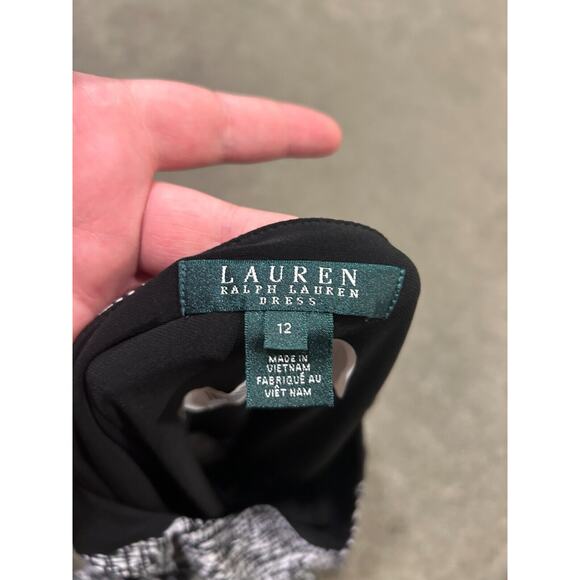 LAUREN
RALPH LAUREN
DRESS
12
MADE IN
VIETNAM
FABRIQUÉ AU
VIÊT NAM